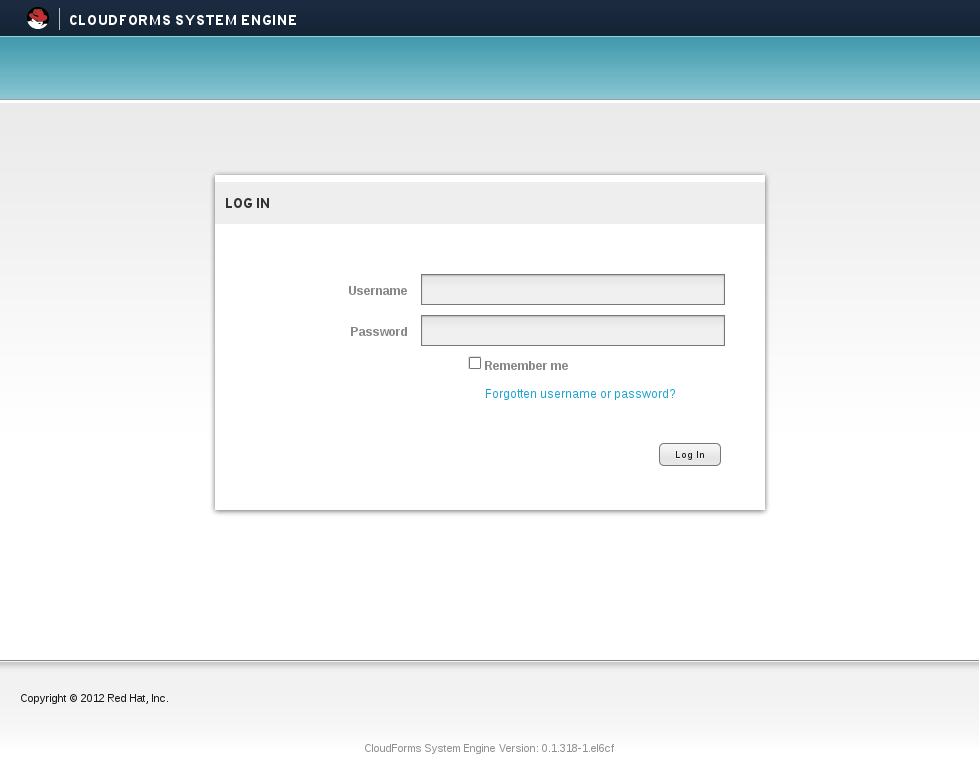 CLOUDFORMS SYSTEM ENGINE
LOG IN
Username
Password
Remember me
Forgotten username or password?
Log In
Copyright © 2012 Red Hat, Inc.
CloudForms System Engine Version: 0.1.318-1.el6cf